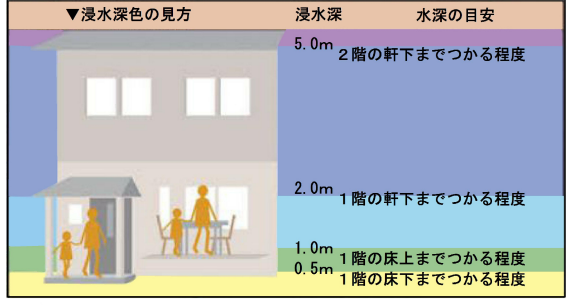 ▼浸水深色の見方 浸水深 水深の目安
5.0m 2階の軒下までつかる程度
2.0m 1階の軒下までつかる程度
1.0m 1階の床上までつかる程度
0.5m 1階の床下までつかる程度